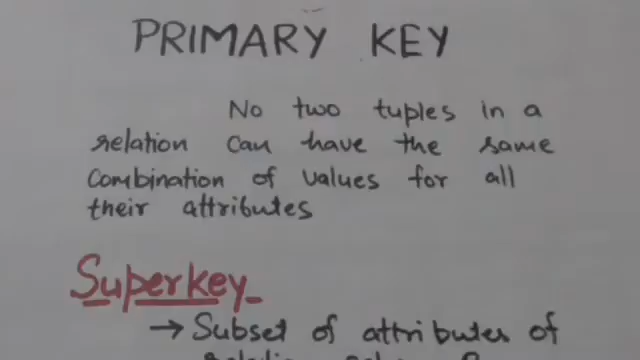 PRIMARY KEY
No two tuples in a
relation can have the same
combination of values for all
their attributes
Superkey
→ Subset of attributes of